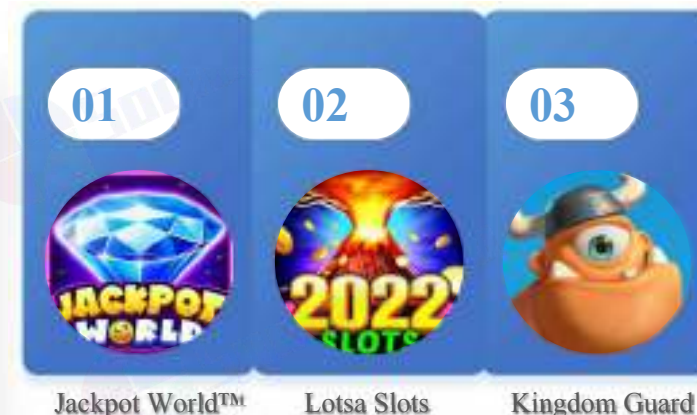 01
02
03
JACKPOT
WORLD
2022
SLOTS
Jackpot World™
Lotsa Slots
Kingdom Guard